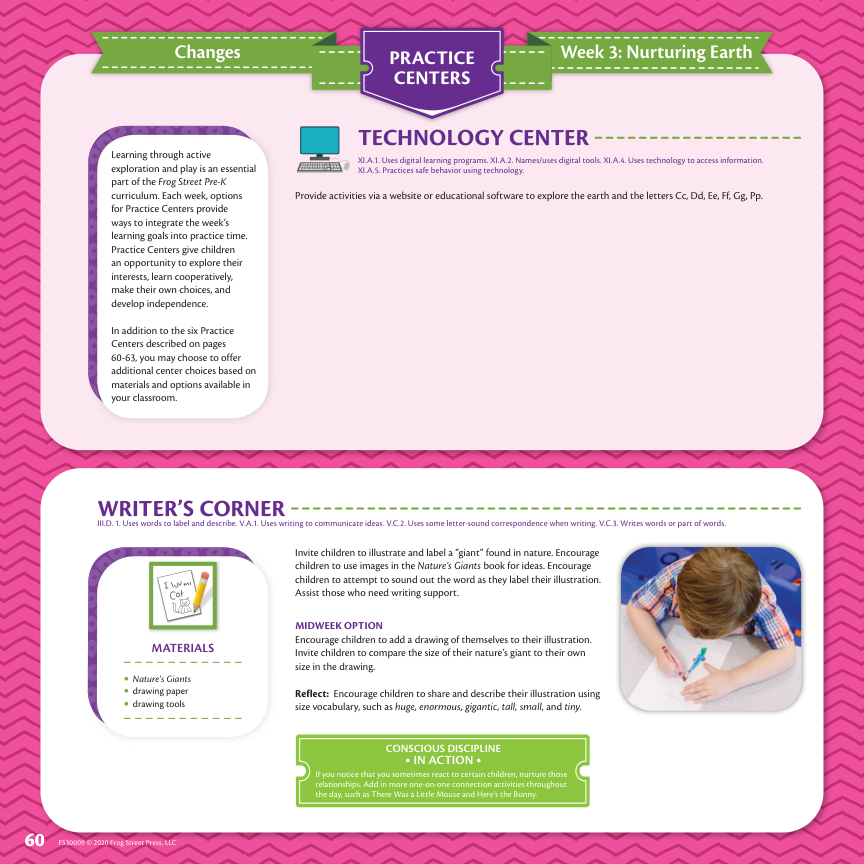 Changes
PRACTICE
CENTERS
Week 3: Nurturing Earth
Learning through active
exploration and play is an essential
part of the Frog Street Pre-K
curriculum. Each week, options
for Practice Centers provide
ways to integrate the week's
learning goals into practice time.
Practice Centers give children
an opportunity to explore their
interests, learn cooperatively,
make their own choices, and
develop independence.
In addition to the six Practice
Centers described on pages
60-63, you may choose to offer
additional center choices based on
materials and options available in
your classroom.
TECHNOLOGY CENTER
XI.A.1. Uses digital learning programs. XI.A.2. Names/uses digital tools. XI.A.4. Uses technology to access information.
XI.A.5. Practices safe behavior using technology.
Provide activities via a website or educational software to explore the earth and the letters Cc, Dd, Ee, Ff, Gg, Pp.
WRITER'S CORNER
III.D. 1. Uses words to label and describe. V.A.1. Uses writing to communicate ideas. V.C.2. Uses some letter-sound correspondence when writing. V.C.3. Writes words or part of words.
MATERIALS
• Nature's Giants
• drawing paper
• drawing tools
Invite children to illustrate and label a "giant" found in nature. Encourage
children to use images in the Nature's Giants book for ideas. Encourage
children to attempt to sound out the word as they label their illustration.
Assist those who need writing support.
MIDWEEK OPTION
Encourage children to add a drawing of themselves to their illustration.
Invite children to compare the size of their nature's giant to their own
size in the drawing.
Reflect: Encourage children to share and describe their illustration using
size vocabulary, such as huge, enormous, gigantic, tall, small, and tiny.
CONSCIOUS DISCIPLINE
• IN ACTION •
If you notice that you sometimes react to certain children, nurture those
relationships. Add in more one-on-one connection activities throughout
the day, such as There Was a Little Mouse and Here's the Bunny.
60
FS30009 © 2020 Frog Street Press, LLC